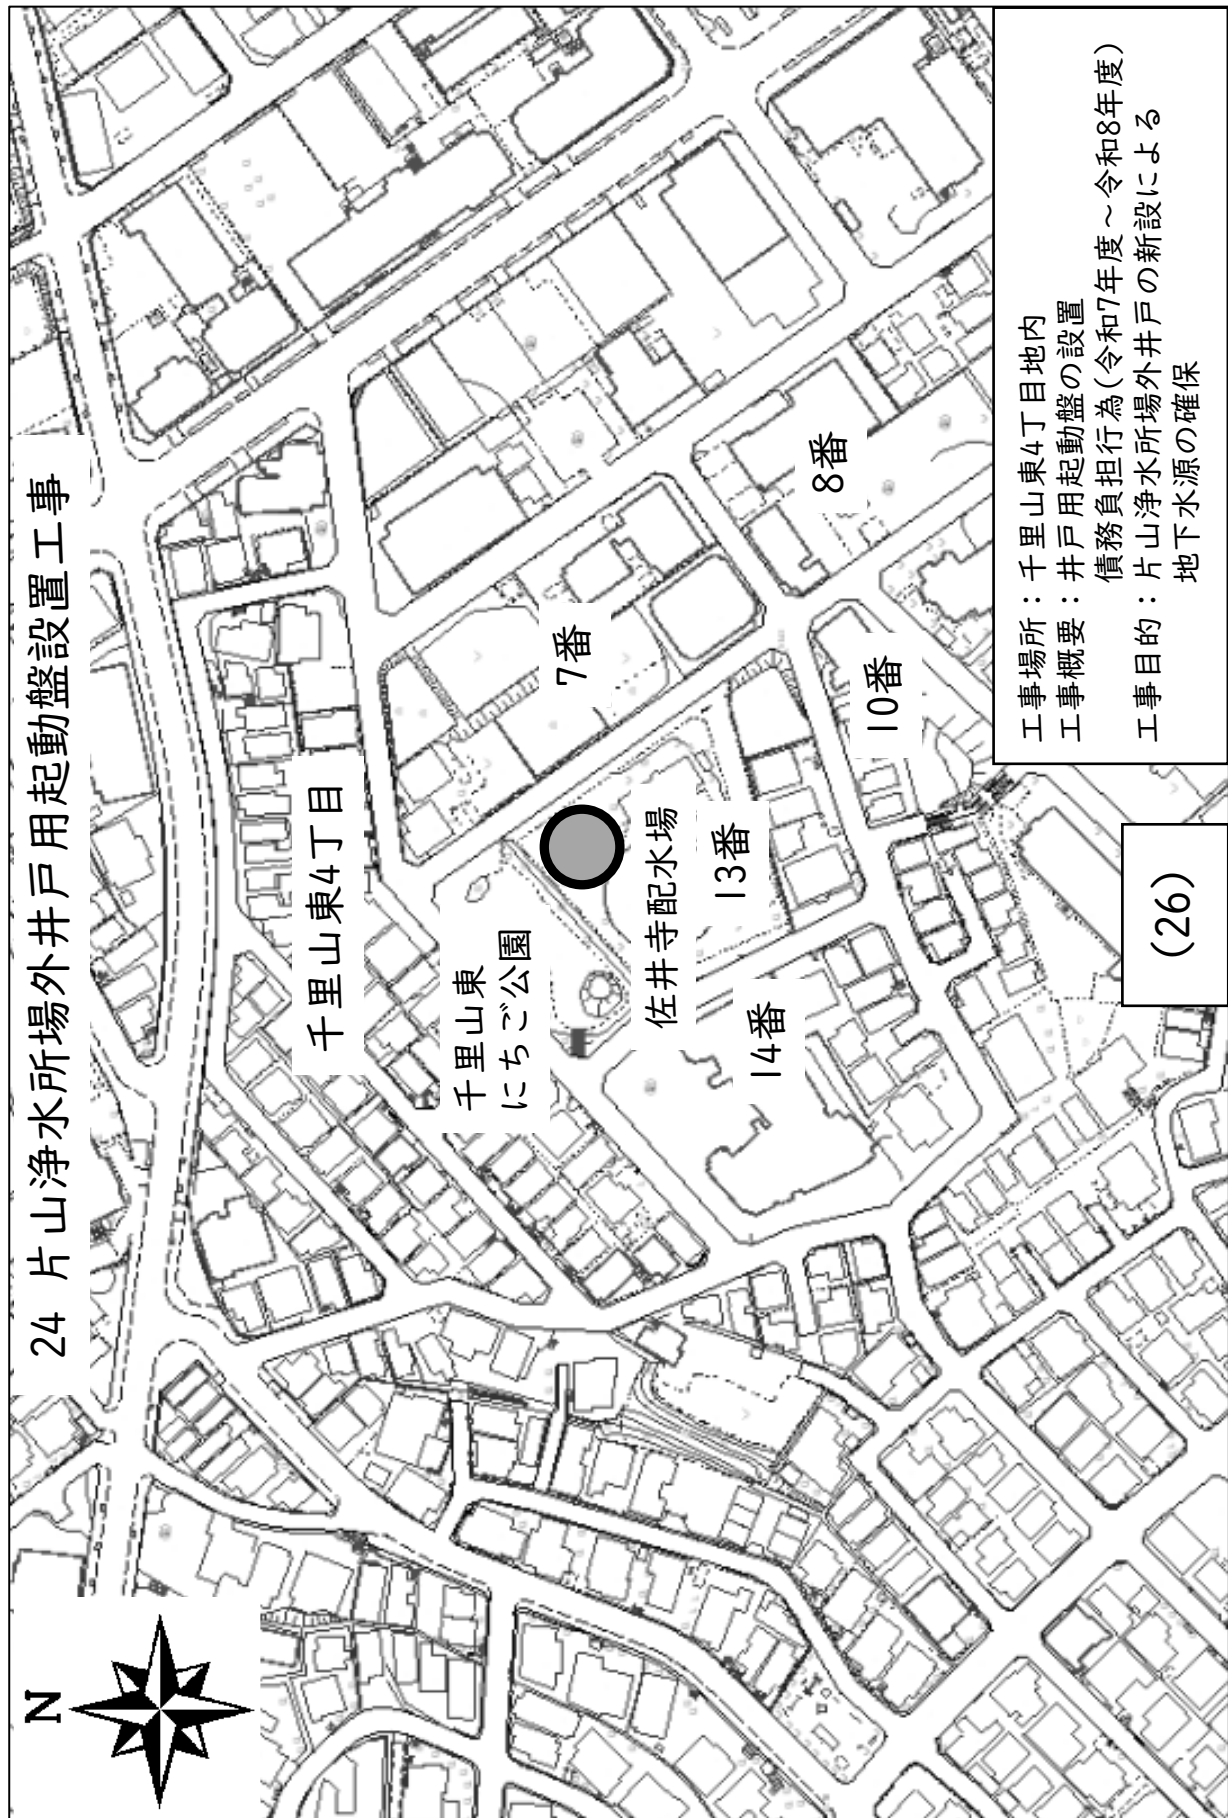 24 片山浄水所場外井戸用起動盤設置工事
N
千里山東4丁目
千里山東
にちご公園
7番
佐井寺配水場
13番
14番
8番
10番
工事場所：千里山東4丁目地内
工事概要：井戸用起動盤の設置
債務負担行為(令和7年度～令和8年度)
工事目的：片山浄水所場外井戸の新設による
地下水源の確保
(26)